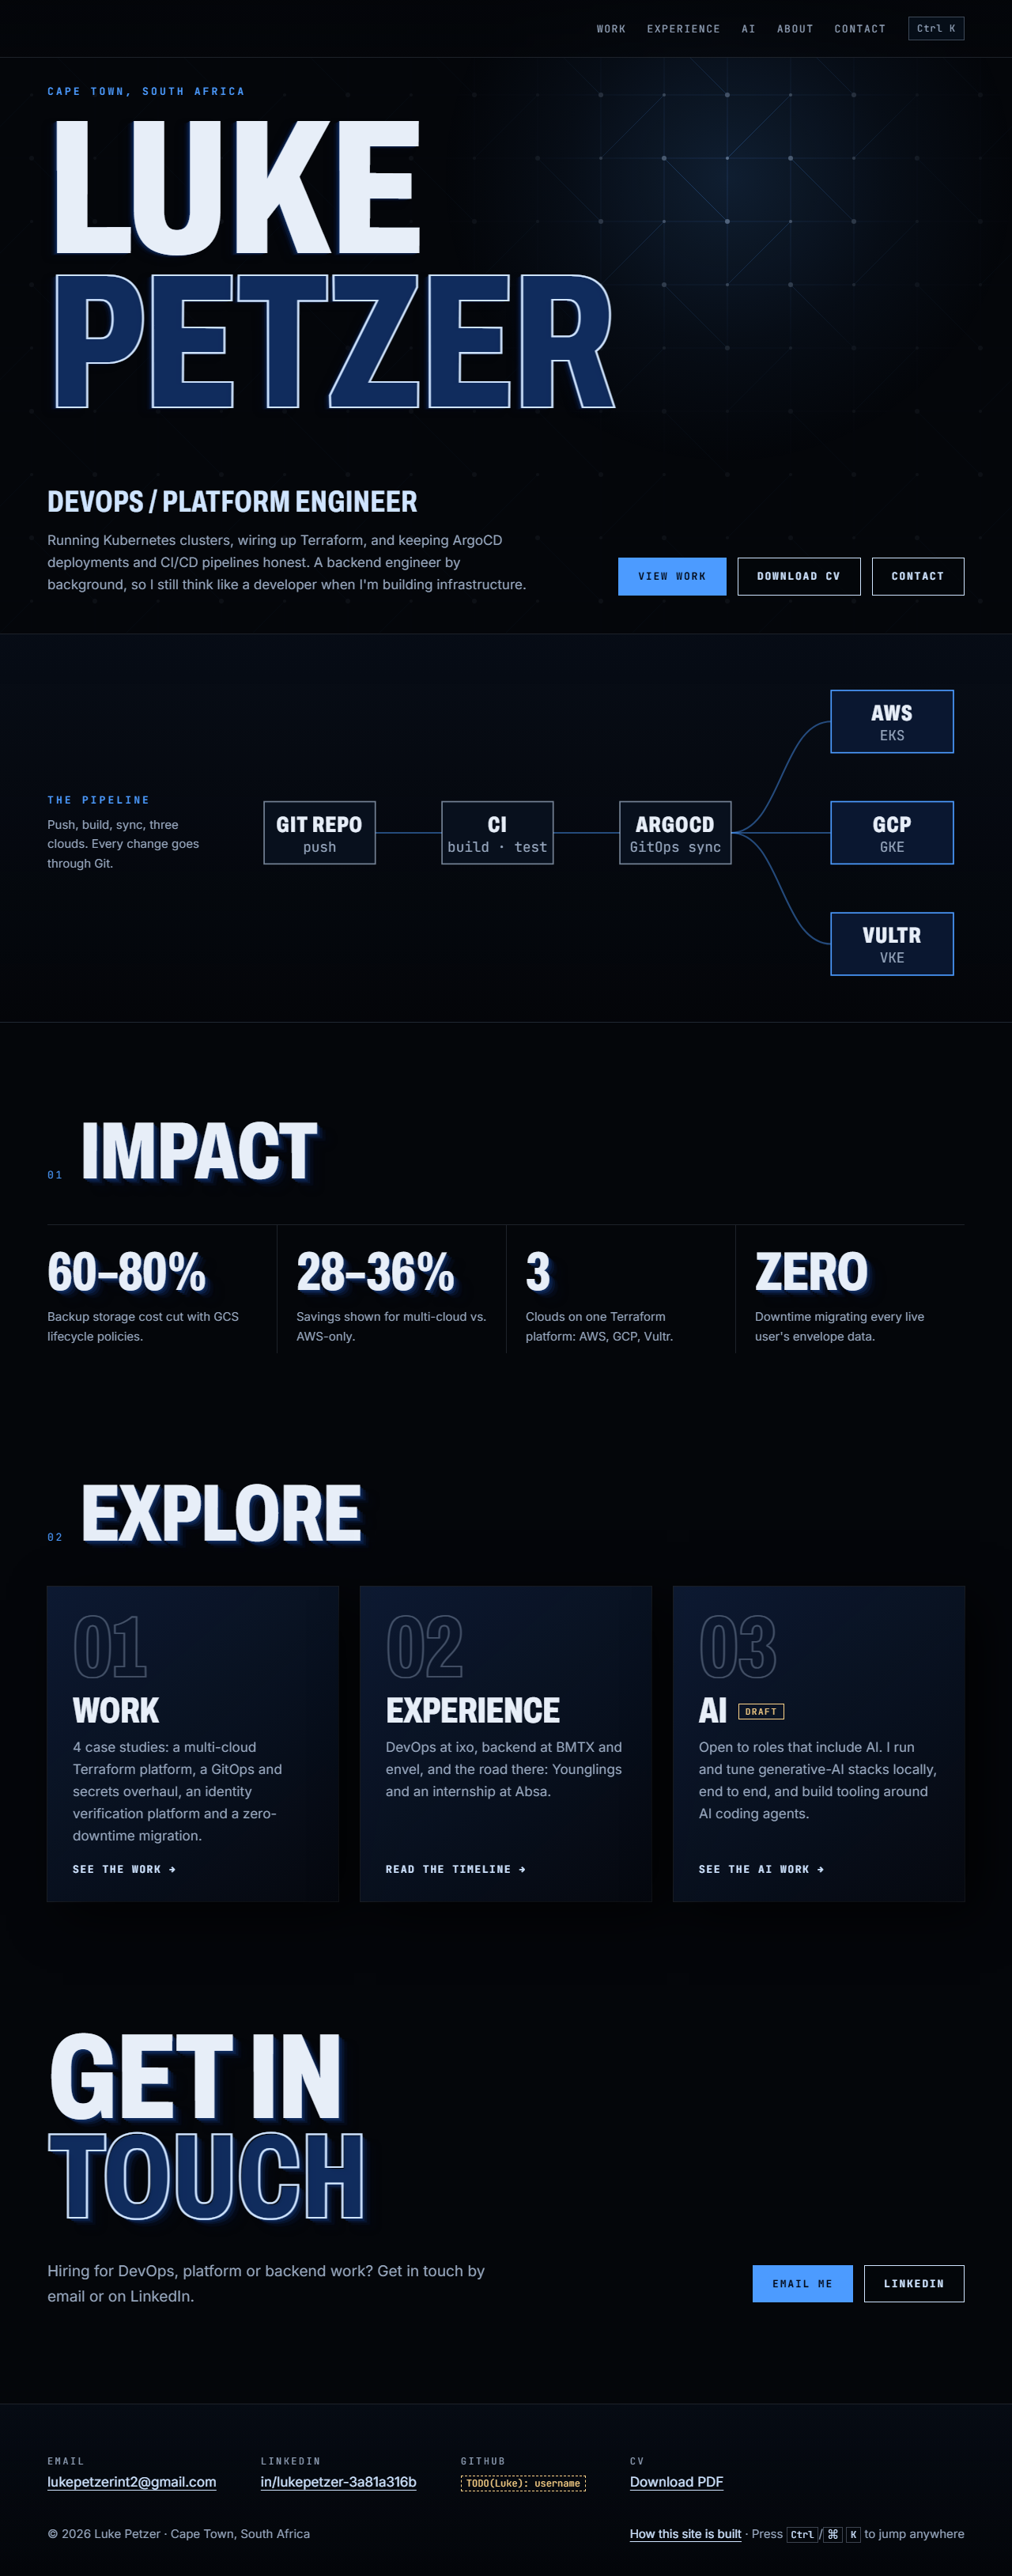 WORK EXPERIENCE AI ABOUT CONTACT Ctrl K
CAPE TOWN, SOUTH AFRICA
LUKE
PETZER
DEVOPS / PLATFORM ENGINEER
Running Kubernetes clusters, wiring up Terraform, and keeping ArgoCD
deployments and CI/CD pipelines honest. A backend engineer by
background, so I still think like a developer when I'm building infrastructure.
VIEW WORK DOWNLOAD CV CONTACT
THE PIPELINE
Push, build, sync, three
clouds. Every change goes
through Git.
GIT REPO
push
CI
build · test
ARGOCD
GitOps sync
AWS
EKS
GCP
GKE
VULTR
VKE
01 IMPACT
60–80%
Backup storage cost cut with GCS
lifecycle policies.
28–36%
Savings shown for multi-cloud vs.
AWS-only.
3
Clouds on one Terraform
platform: AWS, GCP, Vultr.
ZERO
Downtime migrating every live
user's envelope data.
02 EXPLORE
01
WORK
4 case studies: a multi-cloud
Terraform platform, a GitOps and
secrets overhaul, an identity
verification platform and a zero-
downtime migration.
SEE THE WORK →
02
EXPERIENCE
DevOps at ixo, backend at BMTX and
envel, and the road there: Younglings
and an internship at Absa.
READ THE TIMELINE →
03
AI DRAFT
Open to roles that include AI. I run
and tune generative-AI stacks locally,
end to end, and build tooling around
AI coding agents.
SEE THE AI WORK →
GET IN
TOUCH
Hiring for DevOps, platform or backend work? Get in touch by
email or on LinkedIn.
EMAIL ME LINKEDIN
EMAIL
lukepetzerint2@gmail.com
LINKEDIN
in/lukepetzer-3a81a316b
GITHUB
TODO(Luke): username
CV
Download PDF
© 2026 Luke Petzer · Cape Town, South Africa
How this site is built · Press Ctrl/⌘ K to jump anywhere